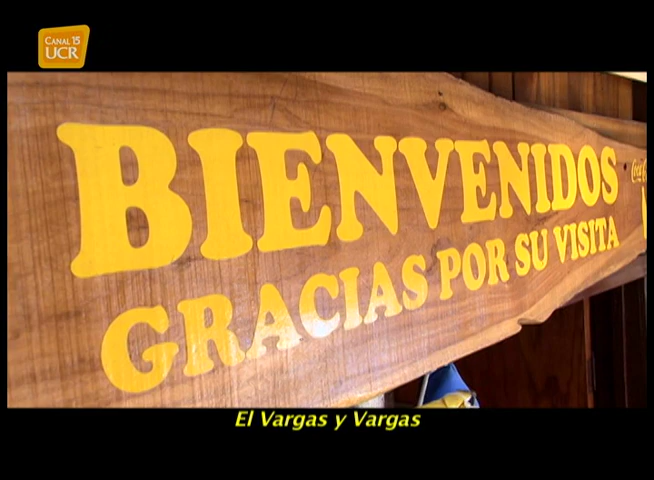 CANAL 15
UCR
BIENVENIDOS
GRACIAS POR SU VISITA
El Vargas y Vargas